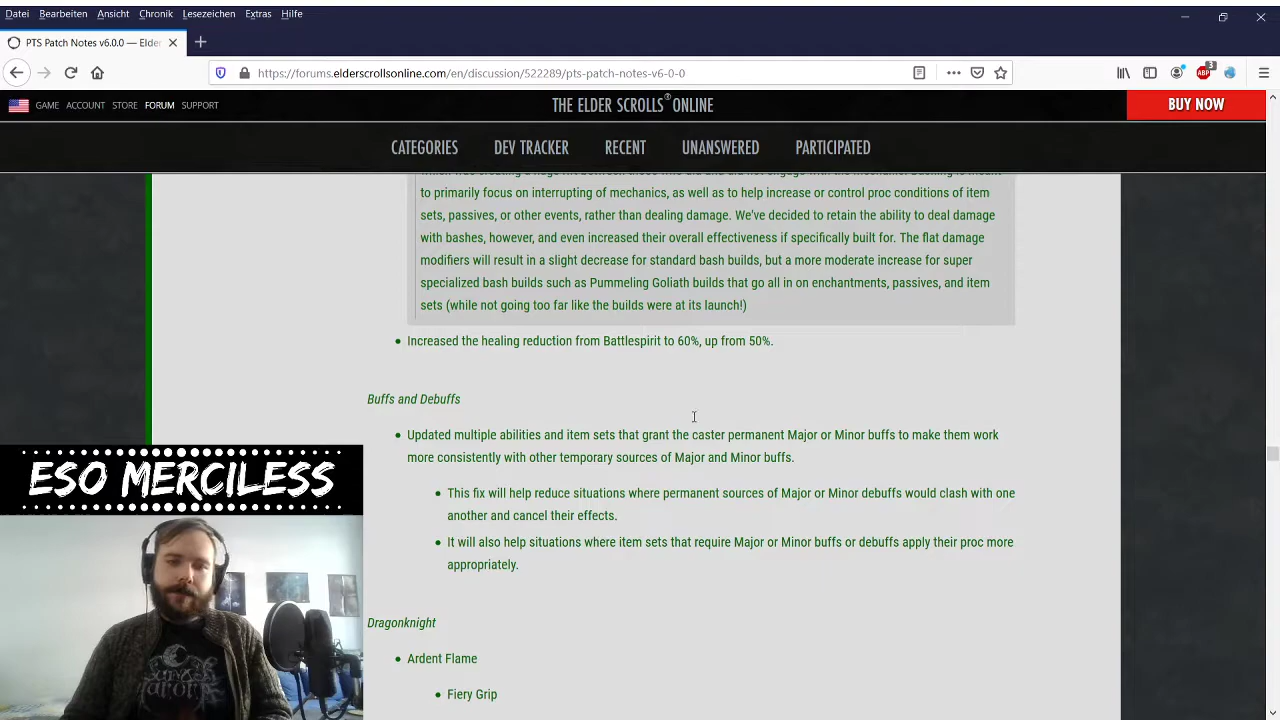 Datei Bearbeiten Ansicht Chronik Lesezeichen Extras Hilfe
PTS Patch Notes v6.0.0 — Elder
https://forums.elderscrollsonline.com/en/discussion/522289/pts-patch-notes-v6-0-0
ABP 3
GAME ACCOUNT STORE FORUM SUPPORT
THE ELDER SCROLLS® ONLINE
BUY NOW
CATEGORIES DEV TRACKER RECENT UNANSWERED PARTICIPATED
to primarily focus on interrupting of mechanics, as well as to help increase or control proc conditions of item
sets, passives, or other events, rather than dealing damage. We've decided to retain the ability to deal damage
with bashes, however, and even increased their overall effectiveness if specifically built for. The flat damage
modifiers will result in a slight decrease for standard bash builds, but a more moderate increase for super
specialized bash builds such as Pummeling Goliath builds that go all in on enchantments, passives, and item
sets (while not going too far like the builds were at its launch!)
• Increased the healing reduction from Battlespirit to 60%, up from 50%.
Buffs and Debuffs
• Updated multiple abilities and item sets that grant the caster permanent Major or Minor buffs to make them work
more consistently with other temporary sources of Major and Minor buffs.
• This fix will help reduce situations where permanent sources of Major or Minor debuffs would clash with one
another and cancel their effects.
• It will also help situations where item sets that require Major or Minor buffs or debuffs apply their proc more
appropriately.
Dragonknight
• Ardent Flame
• Fiery Grip
ESO MERCILESS